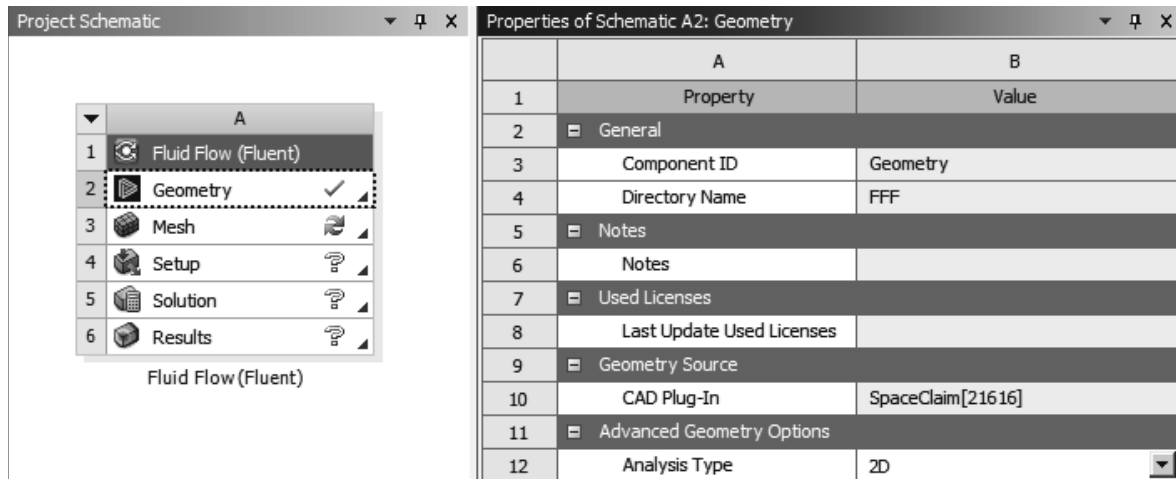 Project Schematic
A
1 Fluid Flow (Fluent)
2 Geometry
3 Mesh
4 Setup ?
5 Solution ?
6 Results ?
Fluid Flow (Fluent)
Properties of Schematic A2: Geometry
A B
1 Property Value
2 General
3 Component ID Geometry
4 Directory Name FFF
5 Notes
6 Notes
7 Used Licenses
8 Last Update Used Licenses
9 Geometry Source
10 CAD Plug-In SpaceClaim[21616]
11 Advanced Geometry Options
12 Analysis Type 2D